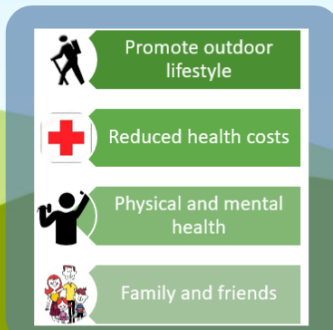 Promote outdoor
lifestyle
Reduced health costs
Physical and mental
health
Family and friends